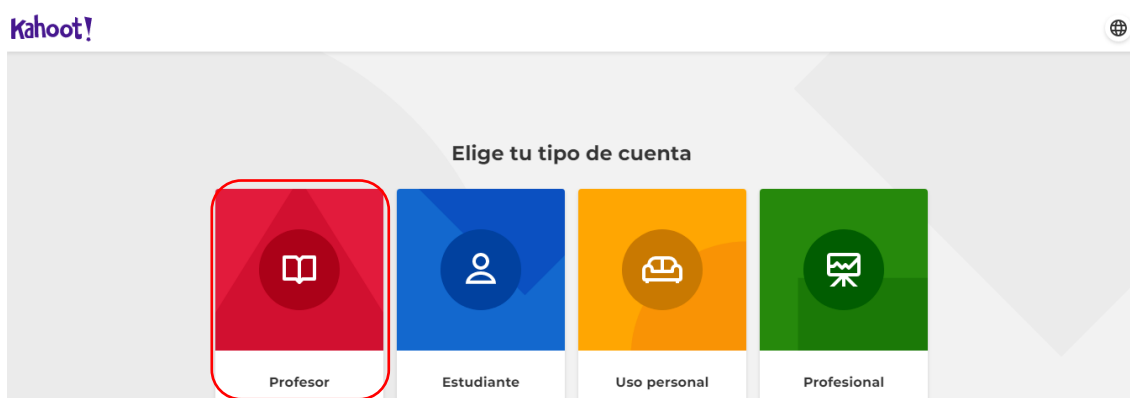 Kahoot!
Elige tu tipo de cuenta
Profesor
Estudiante
Uso personal
Profesional